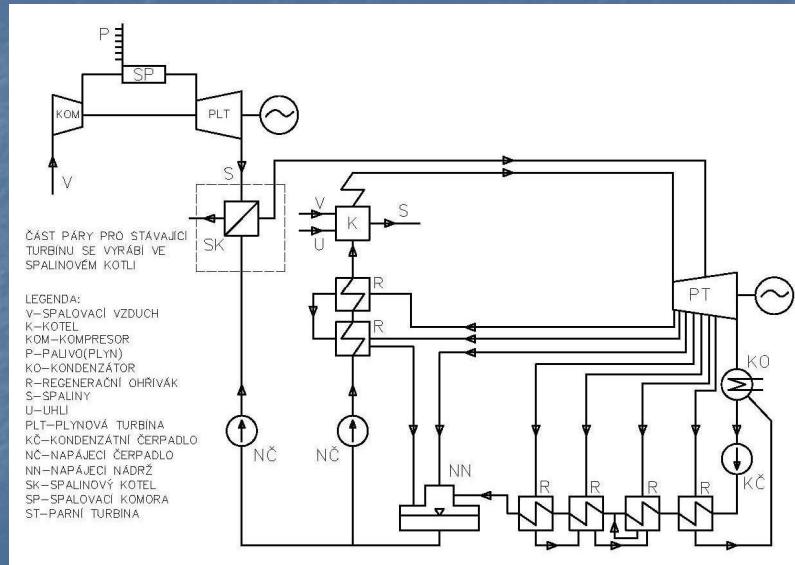 P
SP
KOM
PLT
V
S
SK
V
U
K
S
R
R
PT
KO
KČ
NČ
NČ
NN
R
R
R
R
ČÁST PÁRY PRO STÁVAJÍCÍ
TURBÍNU SE VYRÁBÍ VE
SPALINOVÉM KOTLI
LEGENDA:
V-SPALOVACÍ VZDUCH
K-KOTEL
KOM-KOMPRESOR
P-PALIVO(PLYN)
KO-KONDENZÁTOR
R-REGENERAČNÍ OHŘÍVÁK
S-SPALINY
U-UHLÍ
PLT-PLYNOVÁ TURBÍNA
KČ-KONDENZÁTNÍ ČERPADLO
NČ-NAPÁJECÍ ČERPADLO
NN-NAPÁJECÍ NÁDRŽ
SK-SPALINOVÝ KOTEL
SP-SPALOVACÍ KOMORA
ST-PARNÍ TURBÍNA